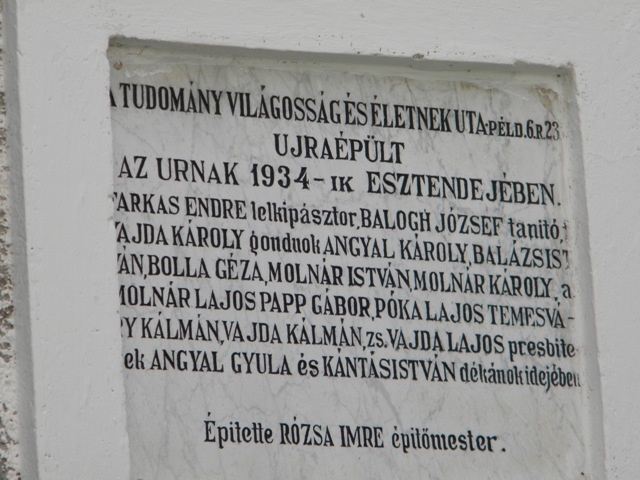 A TUDOMÁNY VILÁGOSSÁG ÉS ÉLETNEK UTA. PÉLD. 6. R. 23
UJRAÉPÜLT
AZ URNAK 1934-IK ESZTENDEJÉBEN.
FARKAS ENDRE lelkipásztor, BALOGH JÓZSEF tanitó,
VAJDA KÁROLY gondnok ANGYAL KÁROLY, BALÁZS IST
VÁN, BOLLA GÉZA, MOLNÁR ISTVÁN, MOLNÁR KÁROLY, a
MOLNÁR LAJOS PAPP GÁBOR, PÓKA LAJOS TEMESVÁ-
RY KÁLMÁN, VAJDA KÁLMÁN, zs. VAJDA LAJOS presbite
ek ANGYAL GYULA és KÁNTÁS ISTVÁN dékánok idejében
Épitette RÓZSA IMRE épitőmester.